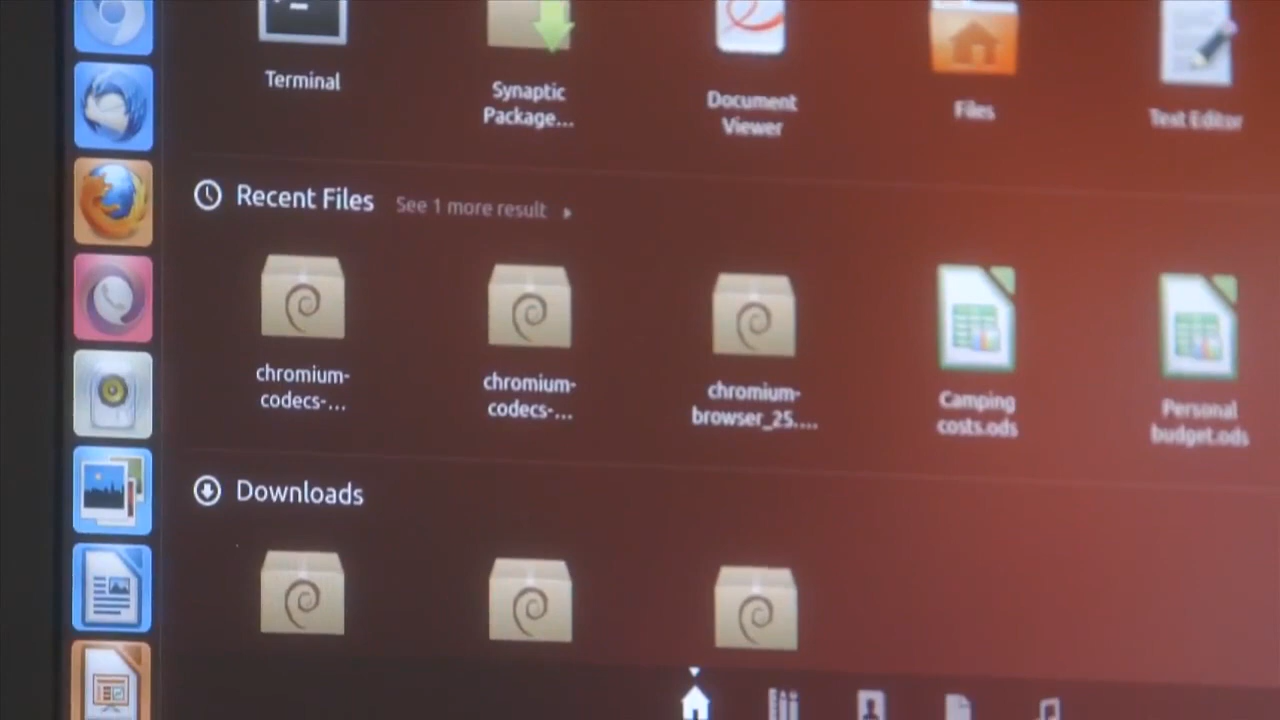 Terminal
Synaptic
Package...
Document
Viewer
Files
Text Editor
Recent Files See 1 more result
chromium-
codecs-...
chromium-
codecs-...
chromium-
browser_25....
Camping
costs.ods
Personal
budget.ods
Downloads